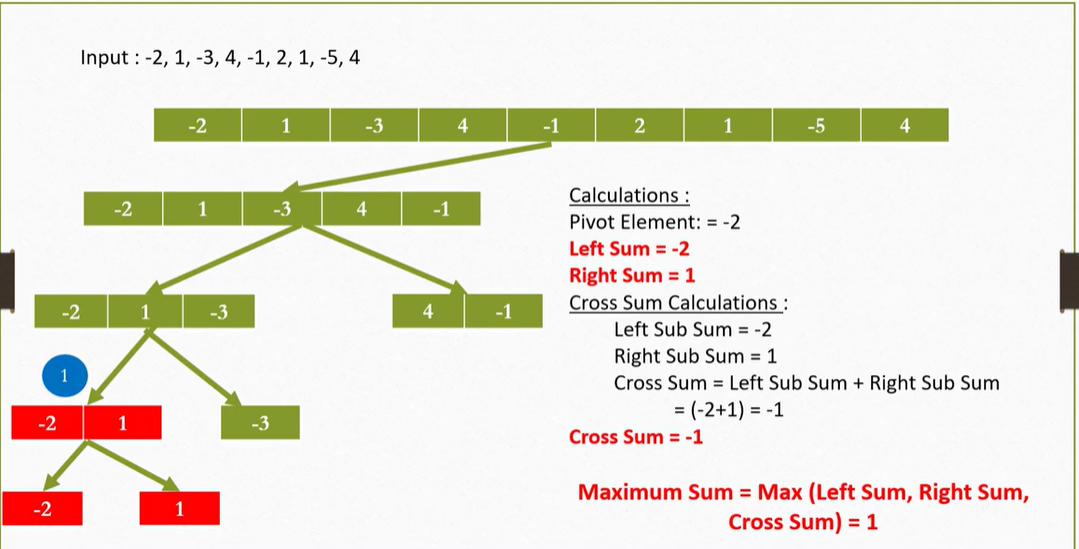 Input : -2, 1, -3, 4, -1, 2, 1, -5, 4
-2 1 -3 4 -1 2 1 -5 4
-2 1 -3 4 -1
-2 1 -3 4 -1
1
-2 1 -3
-2 1
Calculations :
Pivot Element: = -2
Left Sum = -2
Right Sum = 1
Cross Sum Calculations :
Left Sub Sum = -2
Right Sub Sum = 1
Cross Sum = Left Sub Sum + Right Sub Sum
= (-2+1) = -1
Cross Sum = -1
Maximum Sum = Max (Left Sum, Right Sum,
Cross Sum) = 1